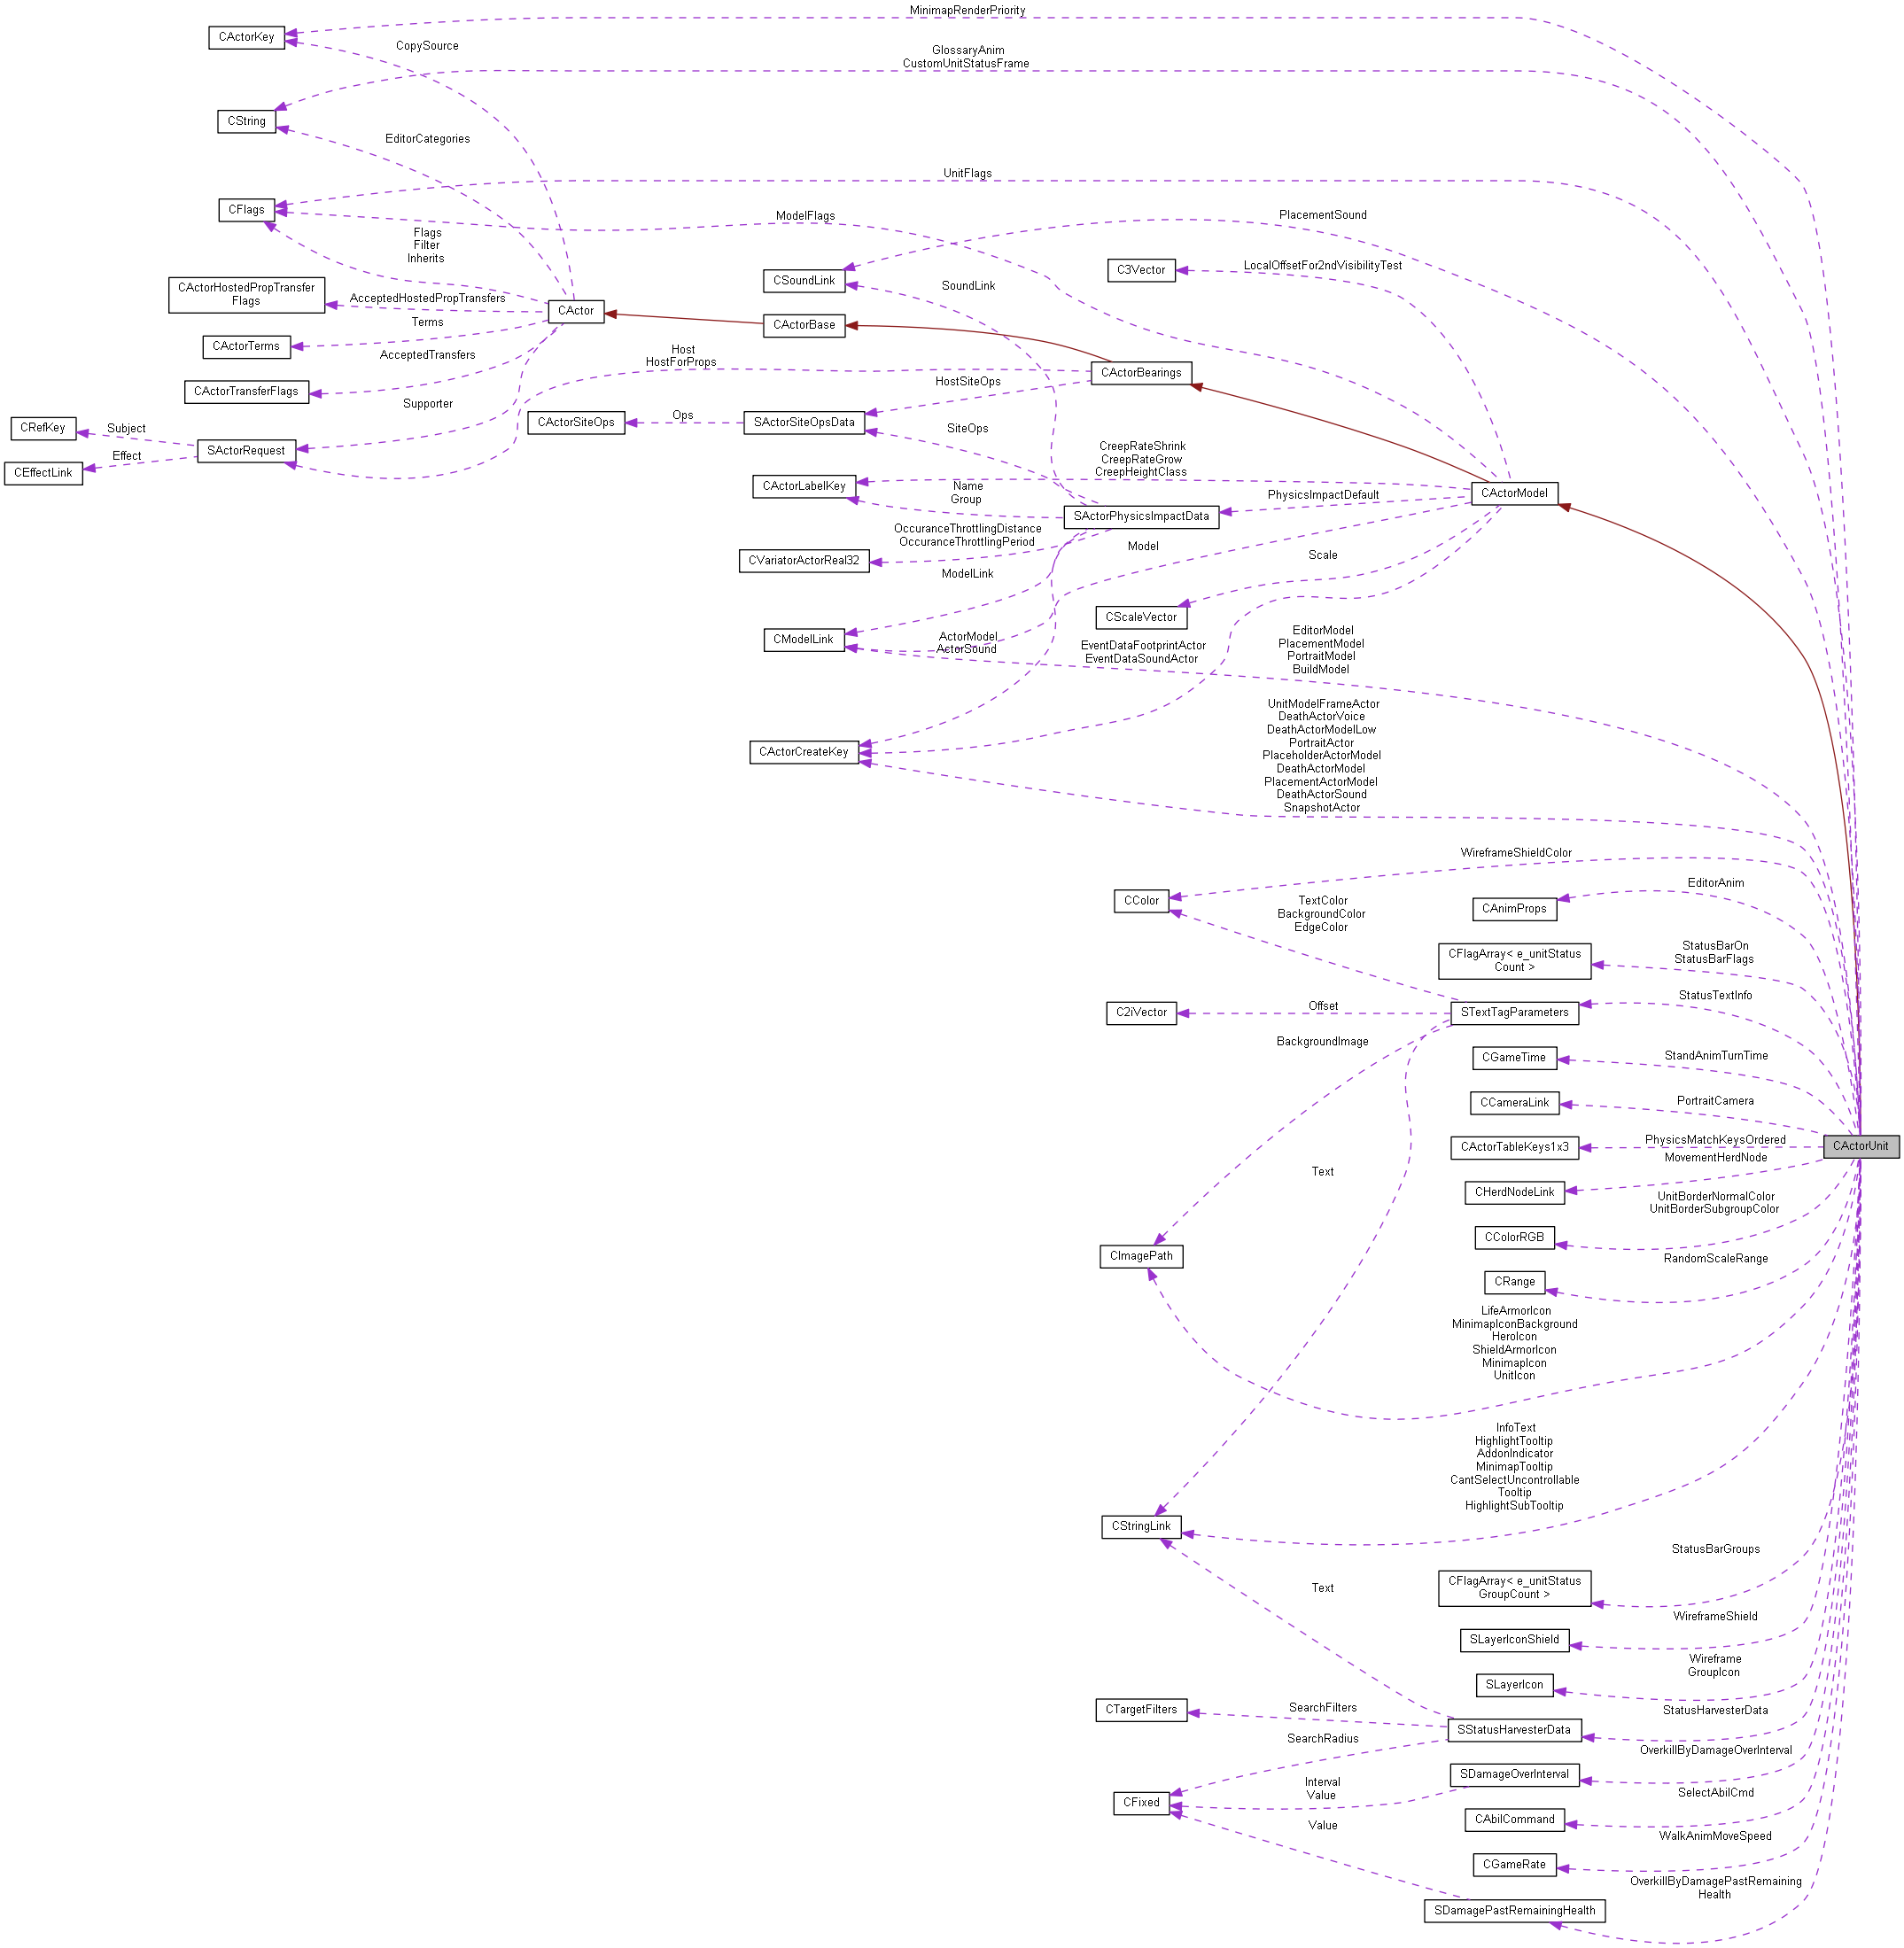 MinimapRenderPriority
CActorKey
CopySource
GlossaryAnim
CustomUnitStatusFrame
CString
EditorCategories
UnitFlags
CFlags
ModelFlags
PlacementSound
Flags
Filter
Inherits
CActorHostedPropTransfer
Flags
AcceptedHostedPropTransfers
CSoundLink
SoundLink
C3Vector
LocalOffsetFor2ndVisibilityTest
CActor
CActorBase
Terms
CActorTerms
AcceptedTransfers
CActorTransferFlags
Host
HostForProps
CActorBearings
HostSiteOps
Supporter
CActorSiteOps
Ops
SActorSiteOpsData
SiteOps
CRefKey
Subject
SActorRequest
CEffectLink
Effect
CreepRateShrink
CreepRateGrow
CreepHeightClass
CActorLabelKey
Name
Group
PhysicsImpactDefault
CActorModel
SActorPhysicsImpactData
OccuranceThrottlingDistance
OccuranceThrottlingPeriod
CVariatorActorReal32
Model
Scale
ModelLink
CScaleVector
CModelLink
ActorModel
ActorSound
EventDataFootprintActor
EventDataSoundActor
EditorModel
PlacementModel
PortraitModel
BuildModel
UnitModelFrameActor
DeathActorVoice
DeathActorModelLow
PortraitActor
PlaceholderActorModel
DeathActorModel
PlacementActorModel
DeathActorSound
SnapshotActor
CActorCreateKey
WireframeShieldColor
CColor
TextColor
BackgroundColor
EdgeColor
CAnimProps
EditorAnim
CFlagArray< e_unitStatus
Count >
StatusBarOn
StatusBarFlags
C2iVector
Offset
STextTagParameters
StatusTextInfo
BackgroundImage
CGameTime
StandAnimTurnTime
CCameraLink
PortraitCamera
CActorTableKeys1x3
PhysicsMatchKeysOrdered
CActorUnit
MovementHerdNode
CHerdNodeLink
Text
UnitBorderNormalColor
UnitBorderSubgroupColor
CColorRGB
CImagePath
RandomScaleRange
CRange
LifeArmorIcon
MinimapIconBackground
HeroIcon
ShieldArmorIcon
MinimapIcon
UnitIcon
InfoText
HighlightTooltip
AddonIndicator
MinimapTooltip
CantSelectUncontrollable
Tooltip
HighlightSubTooltip
CStringLink
Text
StatusBarGroups
CFlagArray< e_unitStatus
GroupCount >
WireframeShield
SLayerIconShield
Wireframe
GroupIcon
SLayerIcon
CTargetFilters
SearchFilters
StatusHarvesterData
SStatusHarvesterData
SearchRadius
OverkillByDamageOverInterval
SDamageOverInterval
CFixed
Interval
Value
SelectAbilCmd
CAbilCommand
Value
WalkAnimMoveSpeed
CGameRate
OverkillByDamagePastRemaining
Health
SDamagePastRemainingHealth